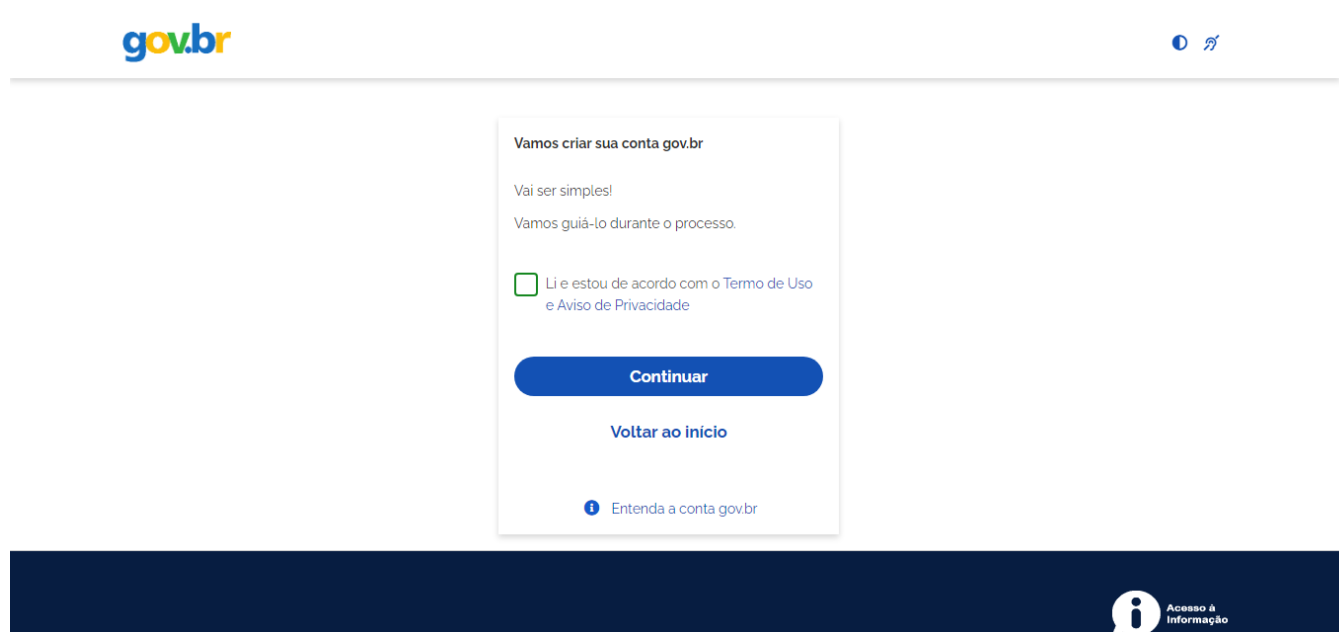 gov.br
Vamos criar sua conta gov.br
Vai ser simples!
Vamos guiá-lo durante o processo.
Li e estou de acordo com o Termo de Uso
e Aviso de Privacidade
Continuar
Voltar ao início
Entenda a conta gov.br
Acesso à
Informação